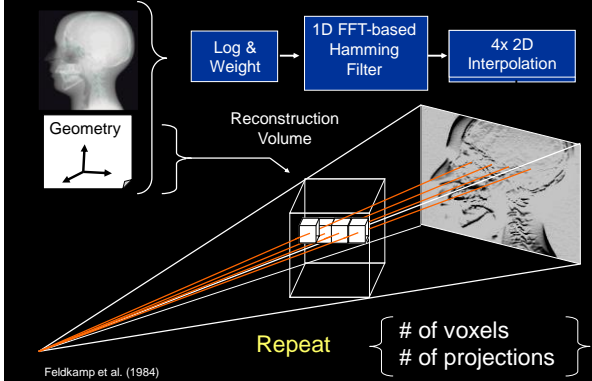 Log &
Weight
1D FFT-based
Hamming
Filter
4x 2D
Interpolation
Geometry
Reconstruction
Volume
Repeat
# of voxels
# of projections
Feldkamp et al. (1984)